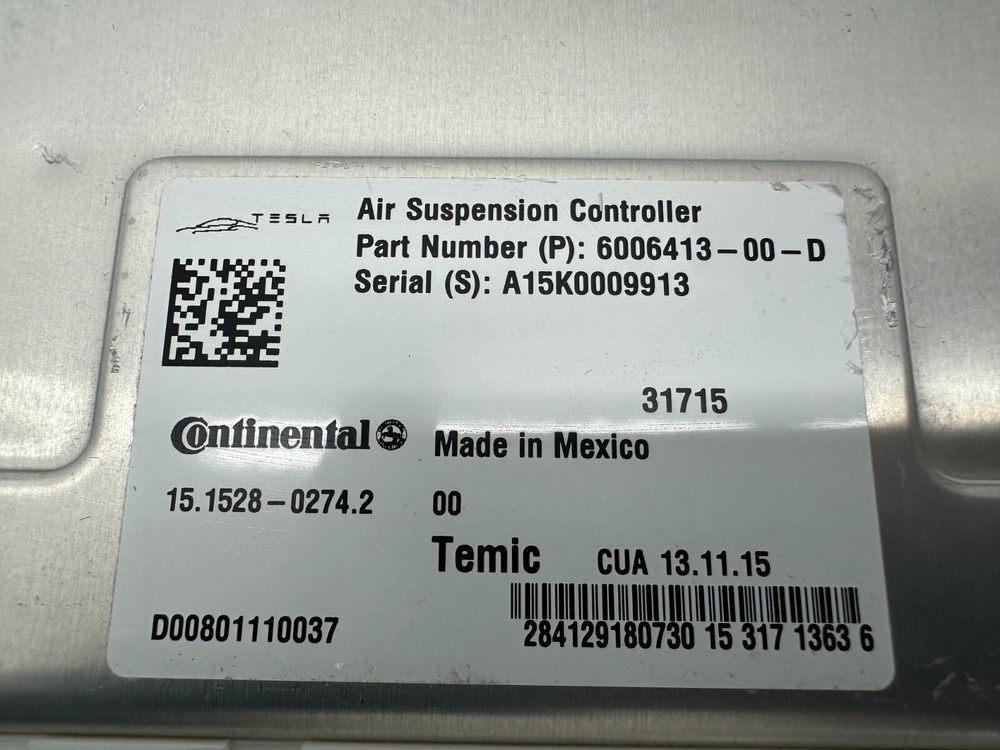 TESLA
Air Suspension Controller
Part Number (P): 6006413-00-D
Serial (S): A15K0009913
31715
Continental
Made in Mexico
15.1528-0274.2 00
Temic CUA 13.11.15
D00801110037
284129180730 15 317 1363 6